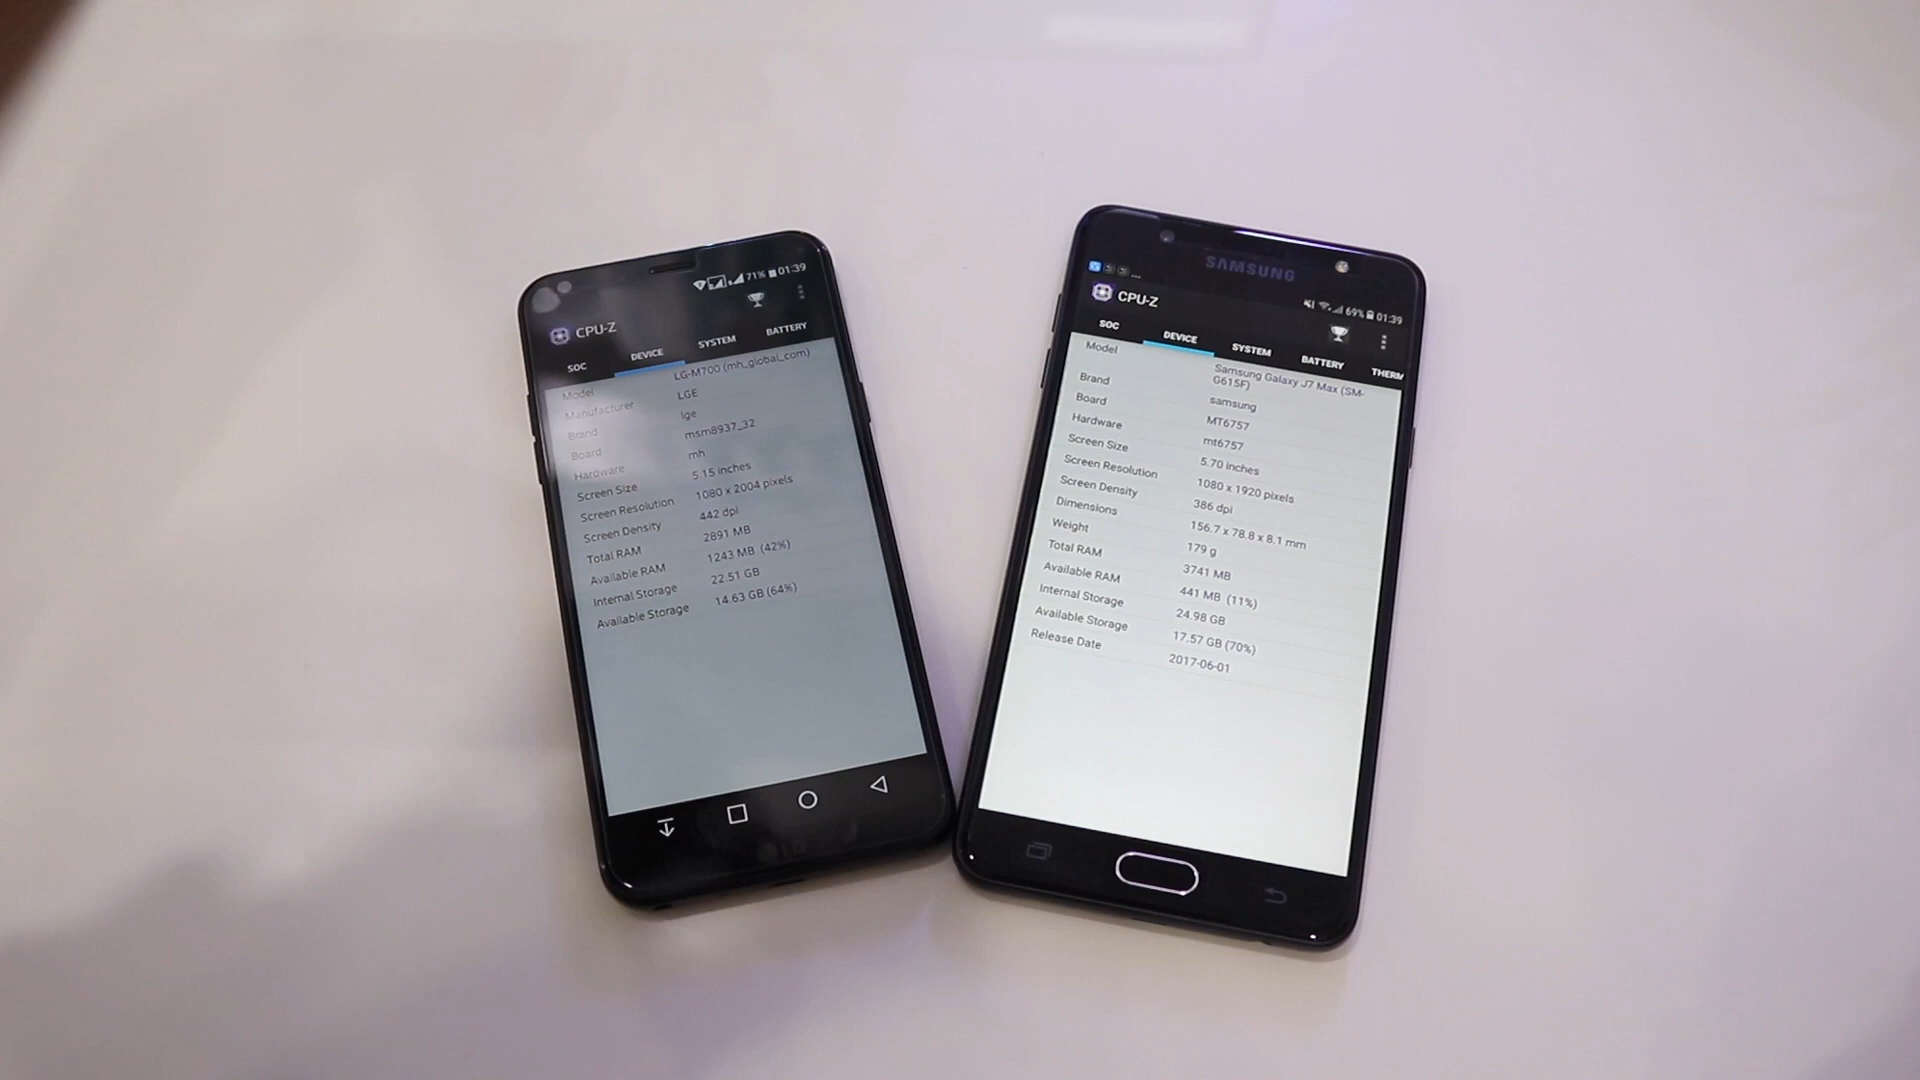 71% 01:39
CPU-Z
SOC DEVICE SYSTEM BATTERY
Model LG-M700 (mh_global_com)
Manufacturer LGE
Brand lge
Board msm8937_32
Hardware mh
Screen Size 5.15 inches
Screen Resolution 1080 x 2004 pixels
Screen Density 442 dpi
Total RAM 2891 MB
Available RAM 1243 MB (42%)
Internal Storage 22.51 GB
Available Storage 14.63 GB (64%)
LG
SAMSUNG
69% 01:39
CPU-Z
SOC DEVICE SYSTEM BATTERY THERM
Model Samsung Galaxy J7 Max (SM-
G615F)
Brand samsung
Board MT6757
Hardware mt6757
Screen Size 5.70 inches
Screen Resolution 1080 x 1920 pixels
Screen Density 386 dpi
Dimensions 156.7 x 78.8 x 8.1 mm
Weight 179 g
Total RAM 3741 MB
Available RAM 441 MB (11%)
Internal Storage 24.98 GB
Available Storage 17.57 GB (70%)
Release Date 2017-06-01